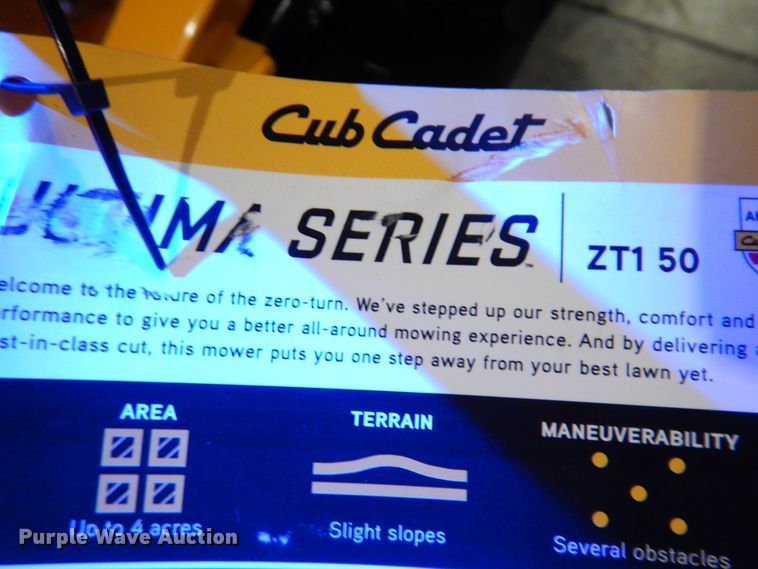 Cub Cadet
ULTIMA SERIES™
ZT1 50
elcome to the future of the zero-turn. We've stepped up our strength, comfort and
rformance to give you a better all-around mowing experience. And by delivering a
st-in-class cut, this mower puts you one step away from your best lawn yet.
AREA
TERRAIN
MANEUVERABILITY
Up to 4 acres
Slight slopes
Several obstacles
Purple Wave Auction